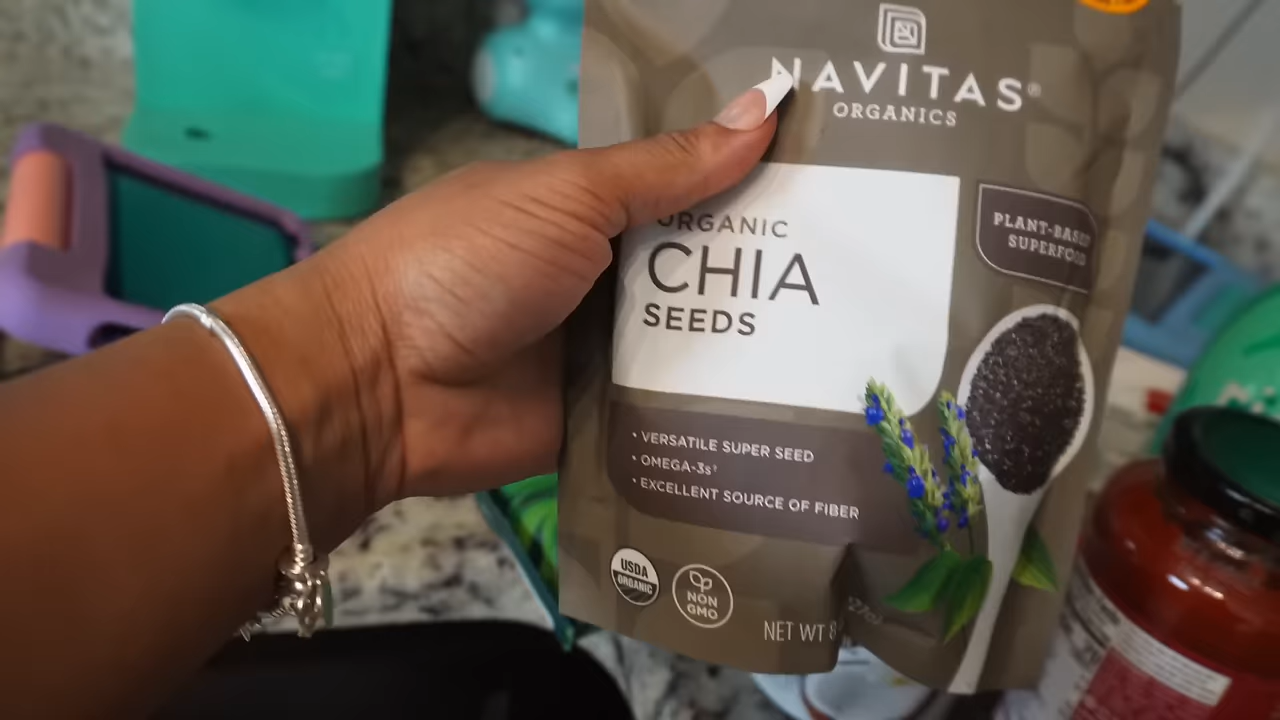 NAVITAS®
ORGANICS
ORGANIC
CHIA
SEEDS
PLANT-BASED
SUPERFOOD
• VERSATILE SUPER SEED
• OMEGA-3s†
• EXCELLENT SOURCE OF FIBER
USDA
ORGANIC
NON
GMO
NET WT 8